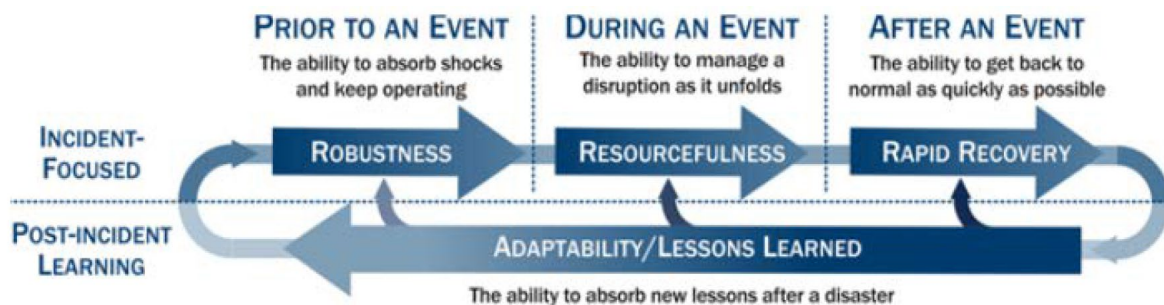 PRIOR TO AN EVENT
The ability to absorb shocks
and keep operating
DURING AN EVENT
The ability to manage a
disruption as it unfolds
AFTER AN EVENT
The ability to get back to
normal as quickly as possible
INCIDENT-
FOCUSED
ROBUSTNESS
RESOURCEFULNESS
RAPID RECOVERY
POST-INCIDENT
LEARNING
ADAPTABILITY/LESSONS LEARNED
The ability to absorb new lessons after a disaster